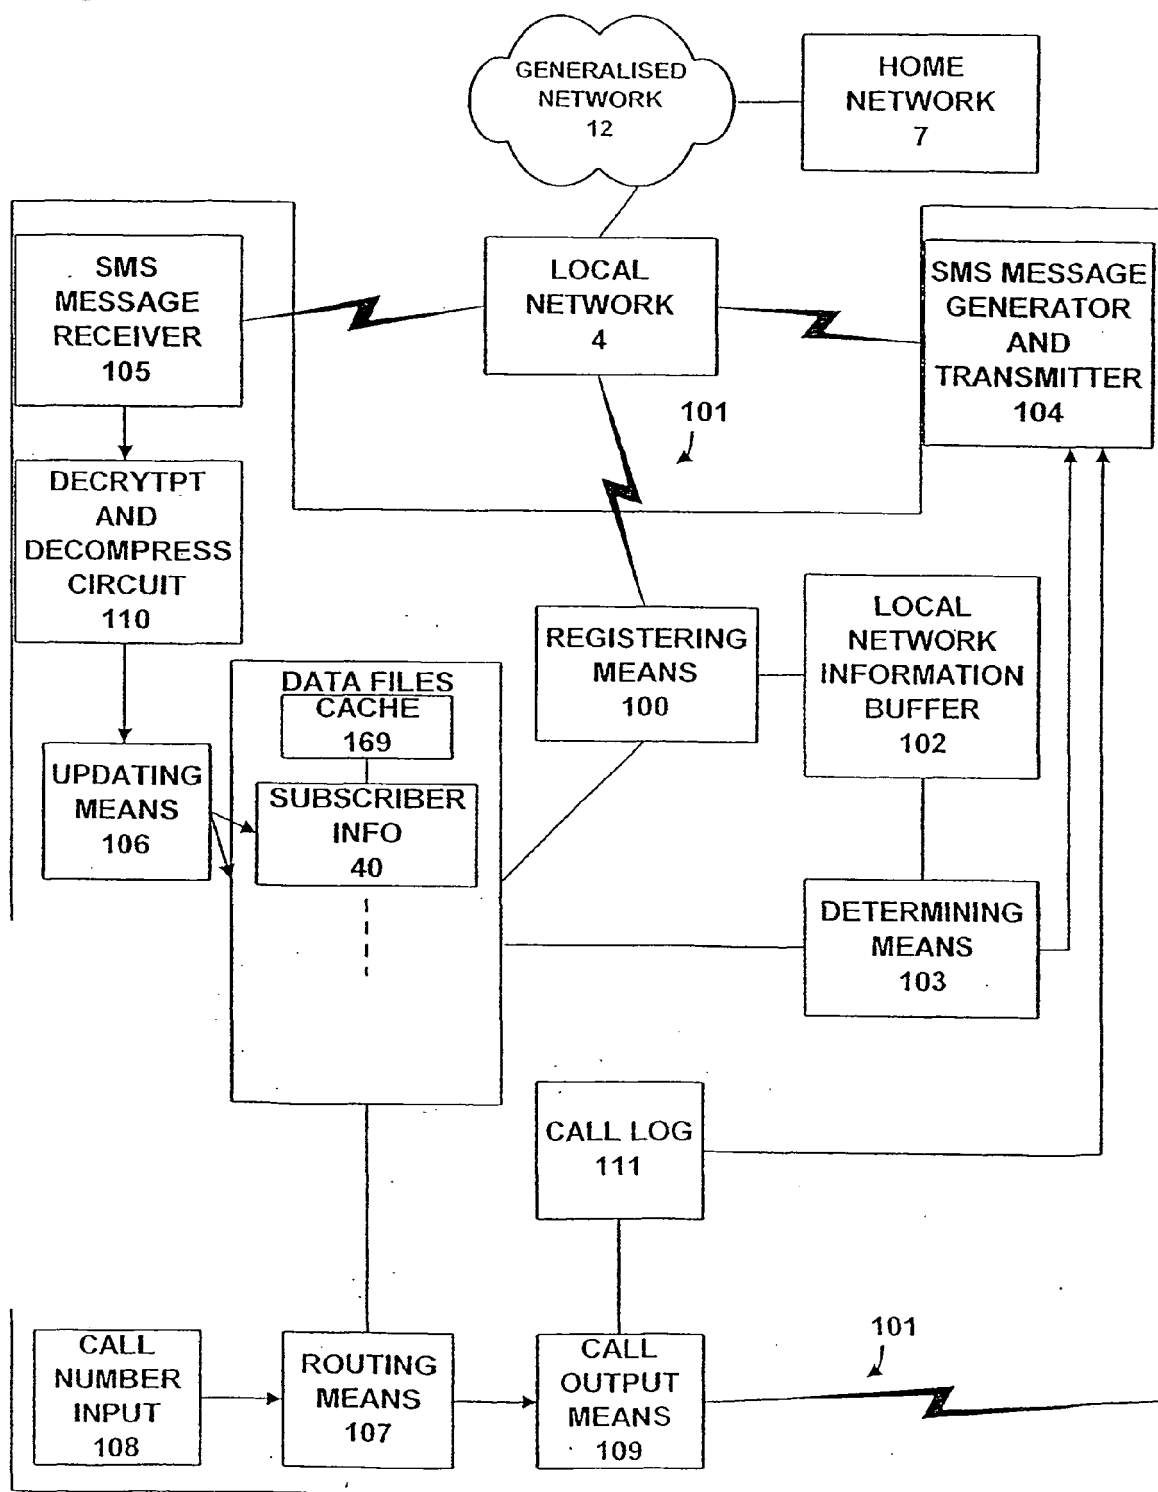 GENERALISED
NETWORK
12
HOME
NETWORK
7
SMS
MESSAGE
RECEIVER
105
LOCAL
NETWORK
4
SMS MESSAGE
GENERATOR
AND
TRANSMITTER
104
101
DECRYTPT
AND
DECOMPRESS
CIRCUIT
110
REGISTERING
MEANS
100
LOCAL
NETWORK
INFORMATION
BUFFER
102
DATA FILES
CACHE
169
UPDATING
MEANS
106
SUBSCRIBER
INFO
40
DETERMINING
MEANS
103
CALL LOG
111
101
CALL
NUMBER
INPUT
108
ROUTING
MEANS
107
CALL
OUTPUT
MEANS
109